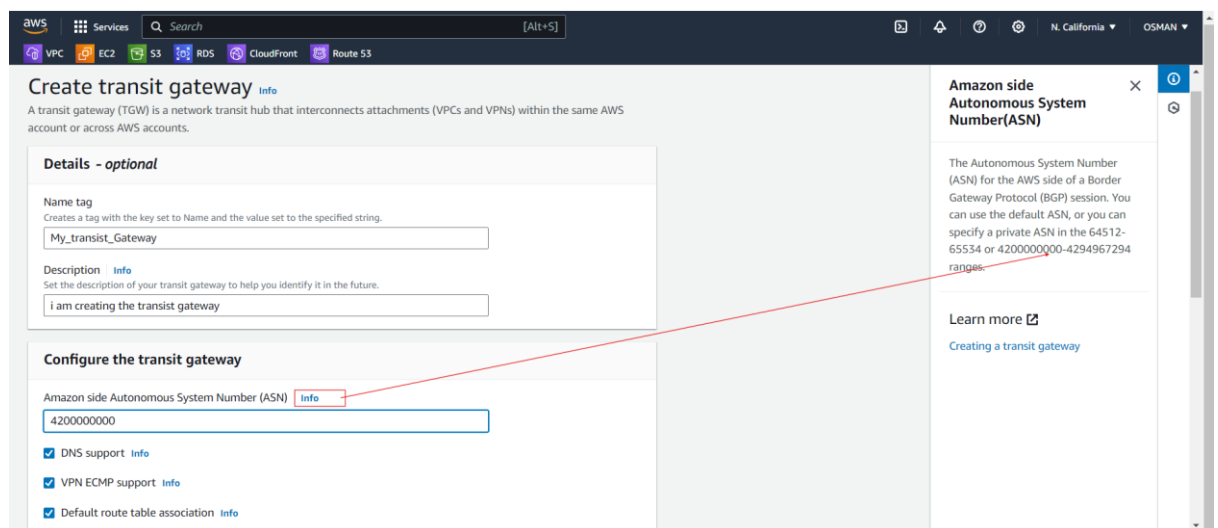 aws
Services
Search
[Alt+S]
N. California ▼
OSMAN ▼
VPC
EC2
S3
RDS
CloudFront
Route 53
Create transit gateway Info
A transit gateway (TGW) is a network transit hub that interconnects attachments (VPCs and VPNs) within the same AWS
account or across AWS accounts.
Details - optional
Name tag
Creates a tag with the key set to Name and the value set to the specified string.
My_transist_Gateway
Description Info
Set the description of your transit gateway to help you identify it in the future.
i am creating the transist gateway
Configure the transit gateway
Amazon side Autonomous System Number (ASN) Info
4200000000
DNS support Info
VPN ECMP support Info
Default route table association Info
Amazon side
Autonomous System
Number(ASN)
The Autonomous System Number
(ASN) for the AWS side of a Border
Gateway Protocol (BGP) session. You
can use the default ASN, or you can
specify a private ASN in the 64512-
65534 or 4200000000-4294967294
ranges.
Learn more
Creating a transit gateway